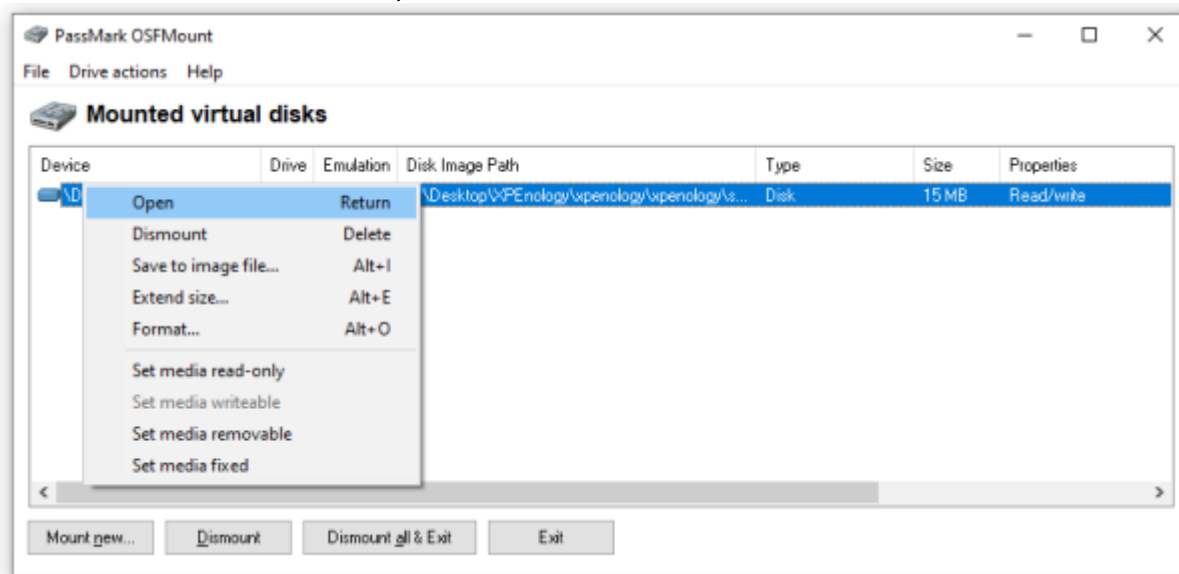 PassMark OSFMount
File Drive actions Help
Mounted virtual disks
Device Drive Emulation Disk Image Path Type Size Properties
\D \Desktop\XPEnology\xpenology\xpenology\s... Disk 15 MB Read/write
Open Return
Dismount Delete
Save to image file... Alt+I
Extend size... Alt+E
Format... Alt+O
Set media read-only
Set media writeable
Set media removable
Set media fixed
Mount new... Dismount Dismount all & Exit Exit